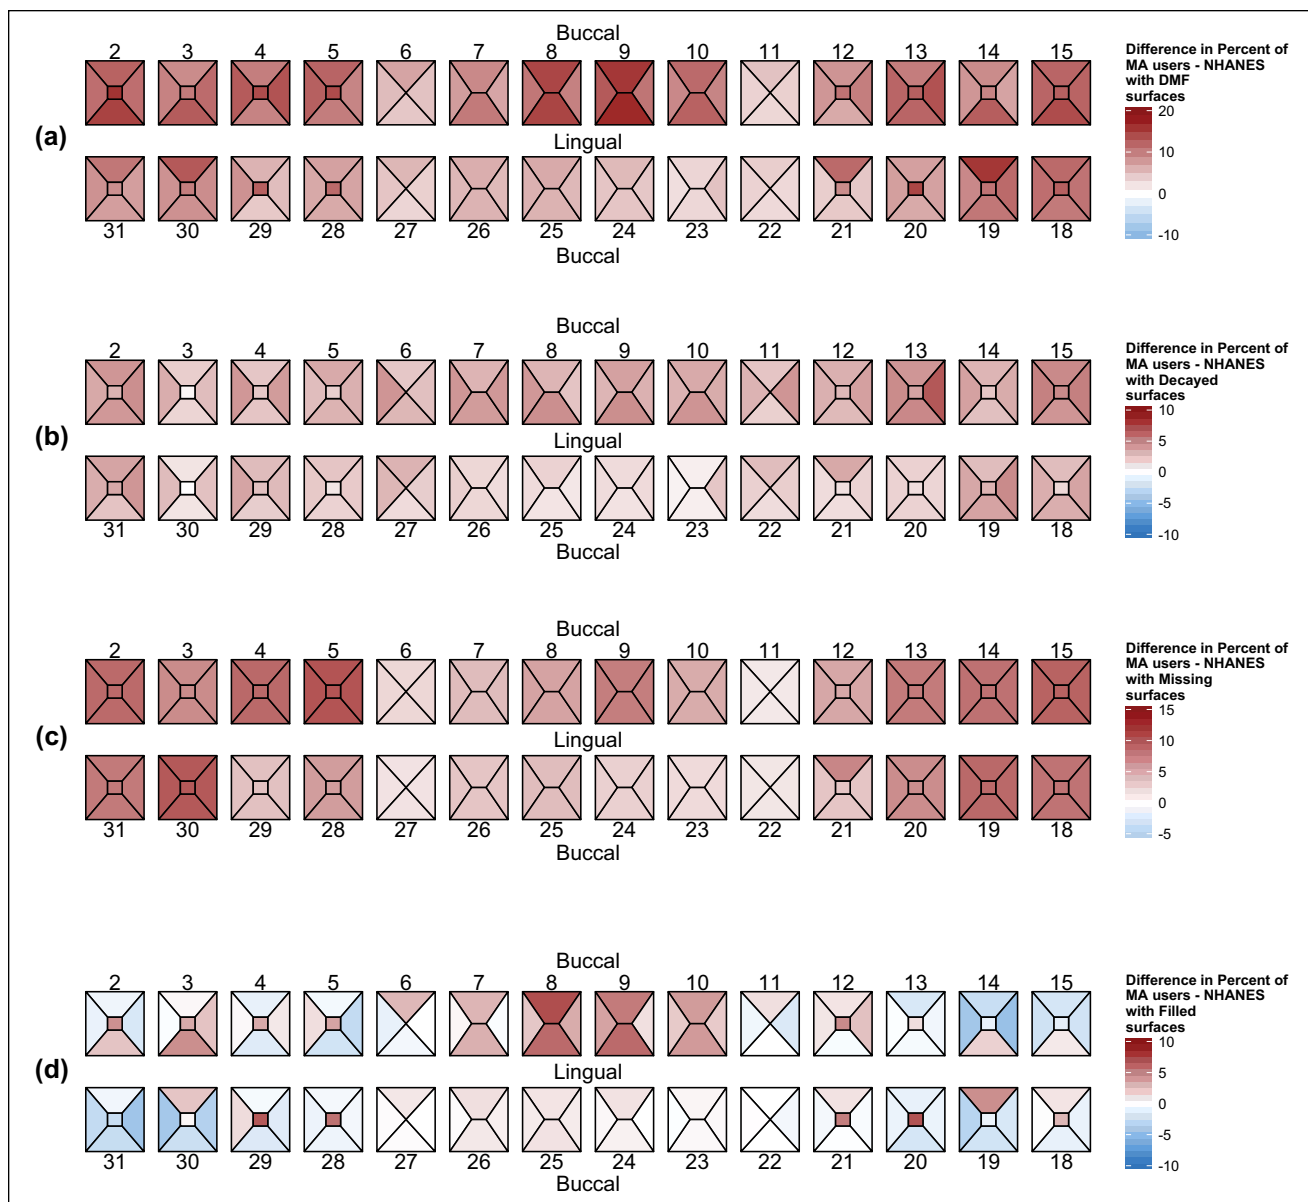 Buccal
2 3 4 5 6 7 8 9 10 11 12 13 14 15
(a)
Lingual
31 30 29 28 27 26 25 24 23 22 21 20 19 18
Buccal
Difference in Percent of
MA users - NHANES
with DMF
surfaces
20
10
0
-10
Buccal
2 3 4 5 6 7 8 9 10 11 12 13 14 15
(b)
Lingual
31 30 29 28 27 26 25 24 23 22 21 20 19 18
Buccal
Difference in Percent of
MA users - NHANES
with Decayed
surfaces
10
5
0
-5
-10
Buccal
2 3 4 5 6 7 8 9 10 11 12 13 14 15
(c)
Lingual
31 30 29 28 27 26 25 24 23 22 21 20 19 18
Buccal
Difference in Percent of
MA users - NHANES
with Missing
surfaces
15
10
5
0
-5
Buccal
2 3 4 5 6 7 8 9 10 11 12 13 14 15
(d)
Lingual
31 30 29 28 27 26 25 24 23 22 21 20 19 18
Buccal
Difference in Percent of
MA users - NHANES
with Filled
surfaces
10
5
0
-5
-10